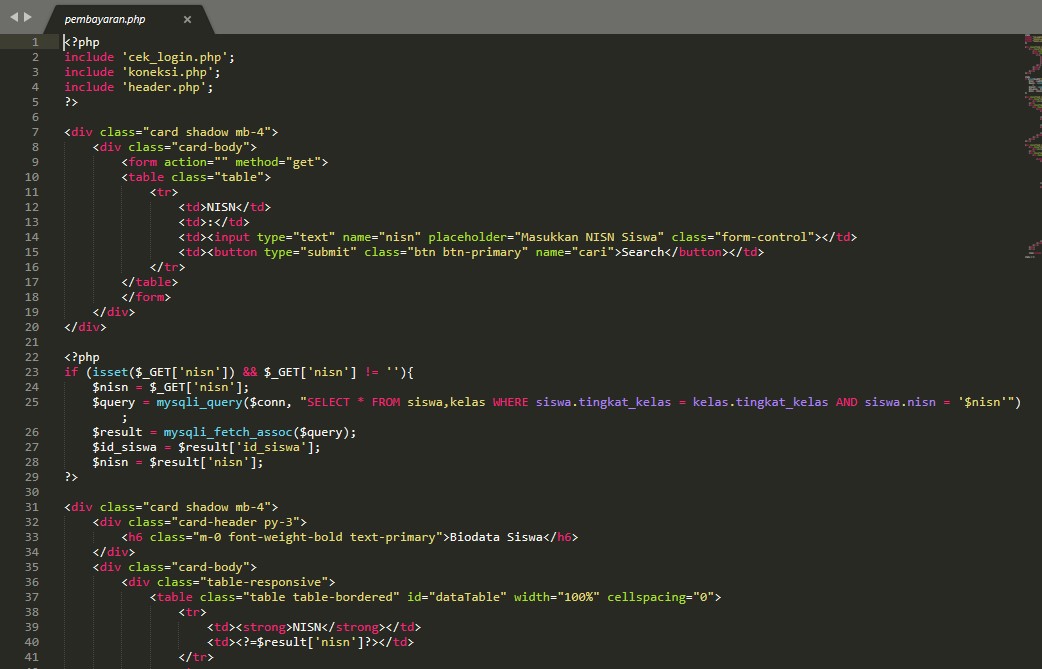 pembayaran.php ×
1 <?php
2 include 'cek_login.php';
3 include 'koneksi.php';
4 include 'header.php';
5 ?>
6
7 <div class="card shadow mb-4">
8     <div class="card-body">
9         <form action="" method="get">
10         <table class="table">
11             <tr>
12                 <td>NISN</td>
13                 <td>:</td>
14                 <td><input type="text" name="nisn" placeholder="Masukkan NISN Siswa" class="form-control"></td>
15                 <td><button type="submit" class="btn btn-primary" name="cari">Search</button></td>
16             </tr>
17         </table>
18         </form>
19     </div>
20 </div>
21
22 <?php
23 if (isset($_GET['nisn']) && $_GET['nisn'] != ''){
24     $nisn = $_GET['nisn'];
25     $query = mysqli_query($conn, "SELECT * FROM siswa,kelas WHERE siswa.tingkat_kelas = kelas.tingkat_kelas AND siswa.nisn = '$nisn'")
;
26     $result = mysqli_fetch_assoc($query);
27     $id_siswa = $result['id_siswa'];
28     $nisn = $result['nisn'];
29 ?>
30
31 <div class="card shadow mb-4">
32     <div class="card-header py-3">
33         <h6 class="m-0 font-weight-bold text-primary">Biodata Siswa</h6>
34     </div>
35     <div class="card-body">
36         <div class="table-responsive">
37             <table class="table table-bordered" id="dataTable" width="100%" cellspacing="0">
38                 <tr>
39                     <td><strong>NISN</strong></td>
40                     <td><?=$result['nisn']?></td>
41                 </tr>